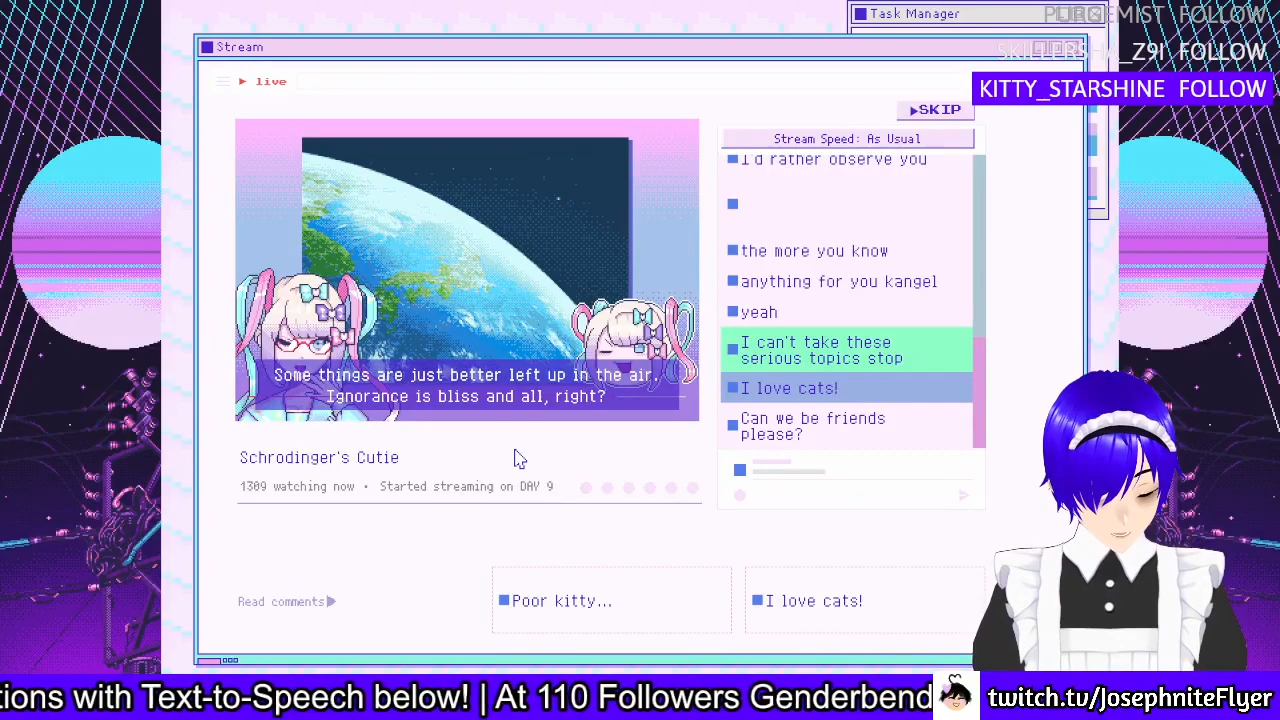 Task Manager
PURGEMIST FOLLOW
Stream
FOLLOW
KITTY_STARSHINE FOLLOW
live
▶SKIP
Stream Speed: As Usual
I'd rather observe you
the more you know
anything for you kangel
yeah
I can't take these
serious topics stop
I love cats!
Can we be friends
please?
Some things are just better left up in the air.
Ignorance is bliss and all, right?
Schrodinger's Cutie
1309 watching now • Started streaming on DAY 9
Read comments▶
Poor kitty...
I love cats!
tions with Text-to-Speech below! | At 110 Followers Genderbend
twitch.tv/JosephniteFlyer